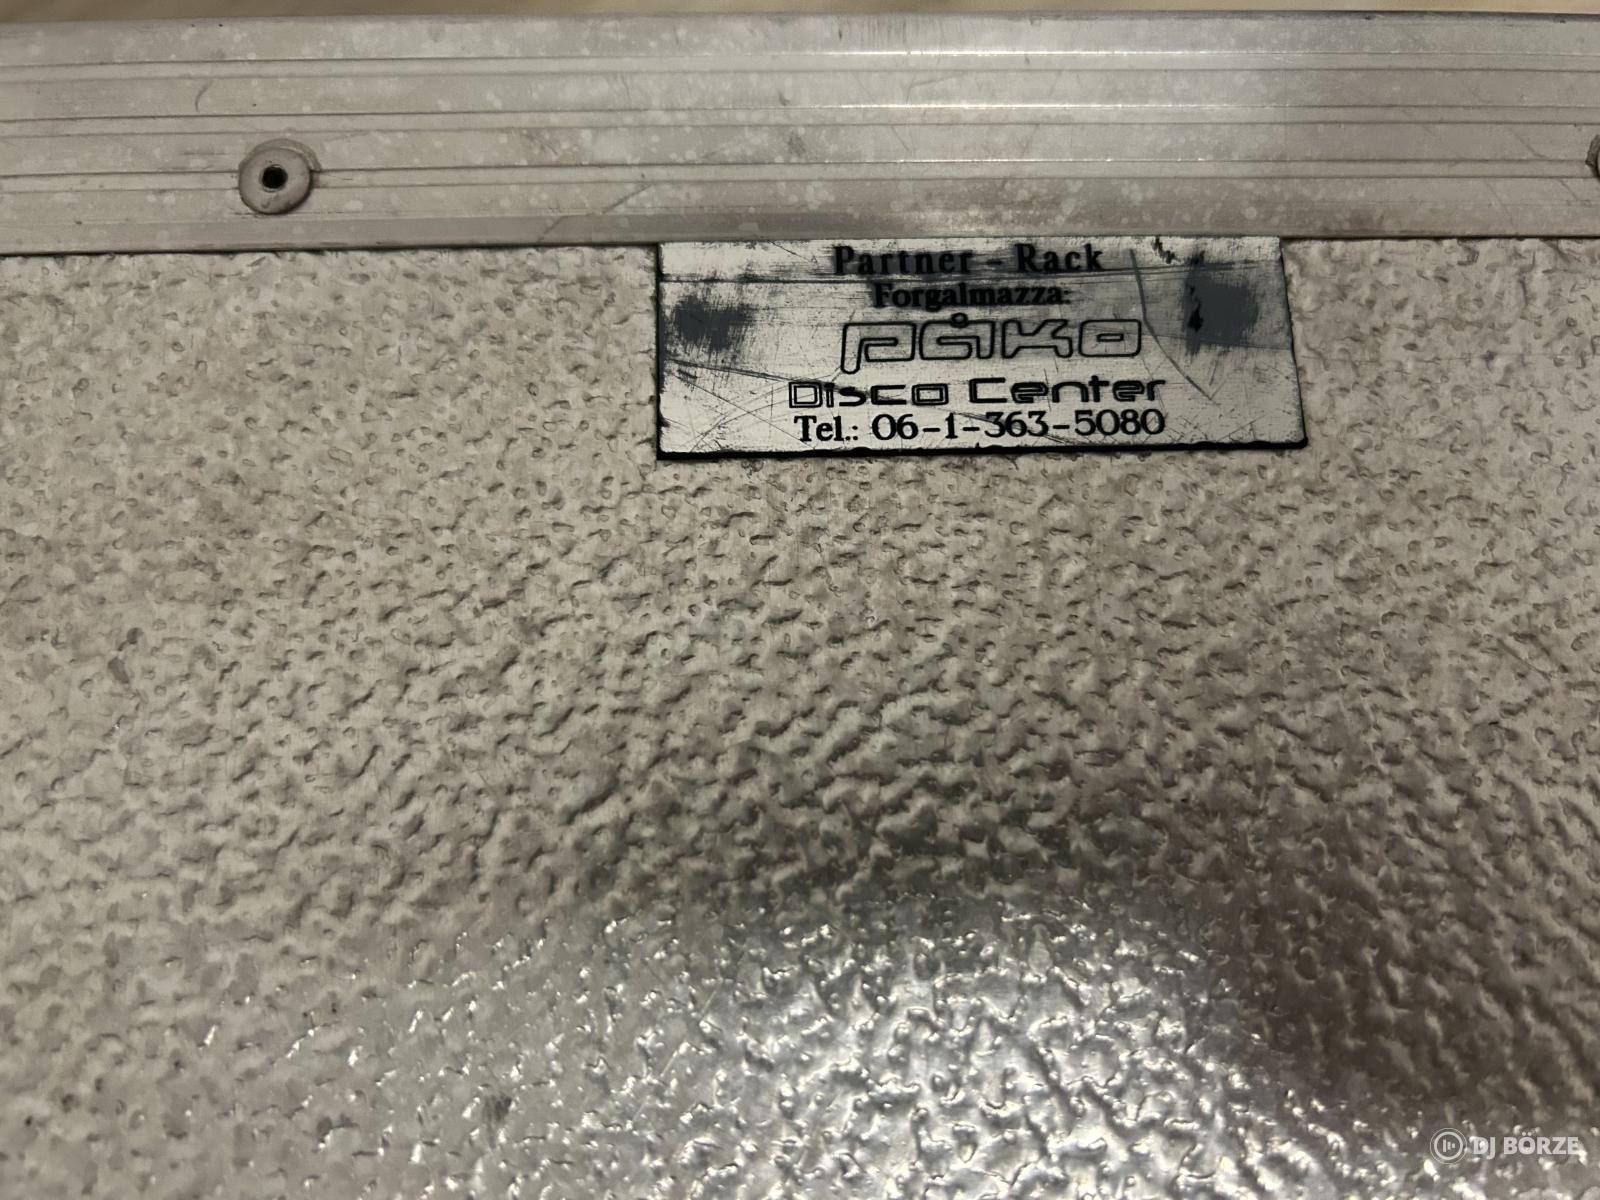 Partner - Rack
Forgalmazza:
PÁKO
Disco Center
Tel.: 06-1-363-5080
DJ BÖRZE